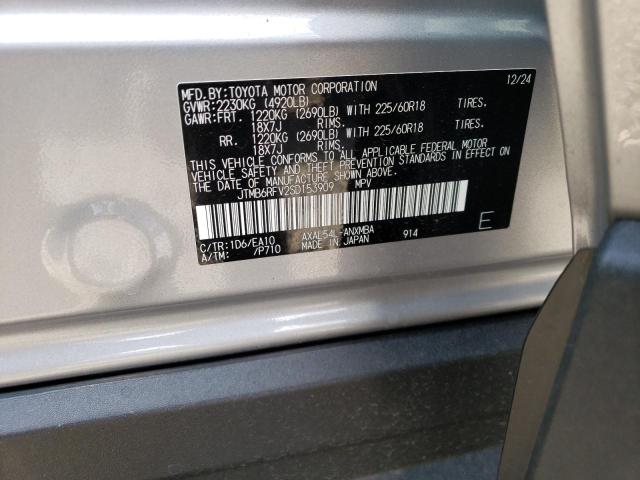 MFD.BY:TOYOTA MOTOR CORPORATION 12/24
GVWR:2230KG (4920LB)
GAWR:FRT. 1220KG (2690LB) WITH 225/60R18 TIRES.
18X7J RIMS.
RR. 1220KG (2690LB) WITH 225/60R18 TIRES.
18X7J RIMS.
THIS VEHICLE CONFORMS TO ALL APPLICABLE FEDERAL MOTOR
VEHICLE SAFETY AND THEFT PREVENTION STANDARDS IN EFFECT
ON THE DATE OF MANUFACTURE SHOWN ABOVE.
JTMB6RFV2SD153909 MPV
C/TR:1D6/EA10 AXAL54L-ANXMBA E
A/TM: /P710 MADE IN JAPAN 914